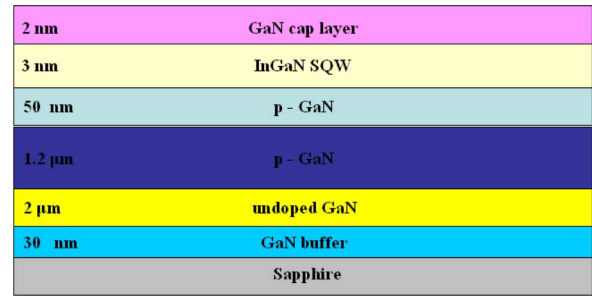 2 nm GaN cap layer
3 nm InGaN SQW
50 nm p - GaN
1.2 μm p - GaN
2 μm undoped GaN
30 nm GaN buffer
Sapphire